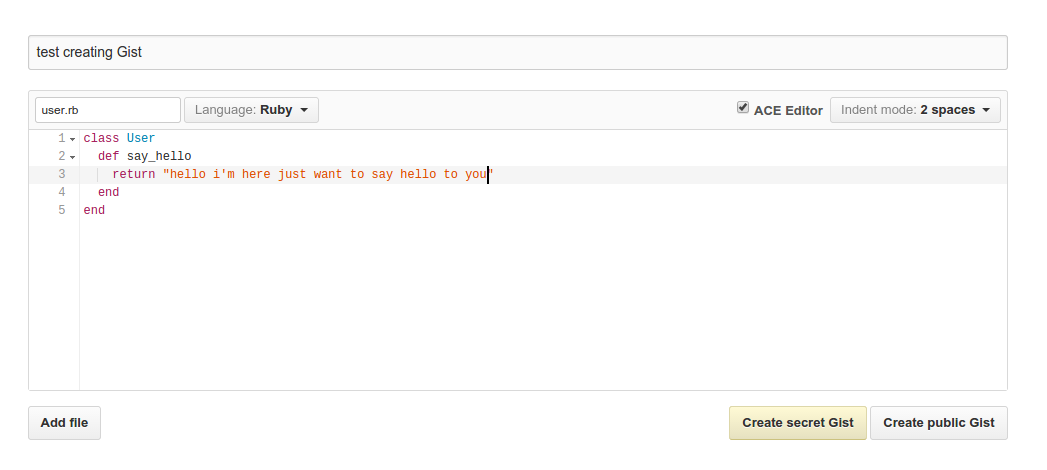 test creating Gist
user.rb Language: Ruby ACE Editor Indent mode: 2 spaces
1 class User
2 def say_hello
3 return "hello i'm here just want to say hello to you"
4 end
5 end
Add file Create secret Gist Create public Gist